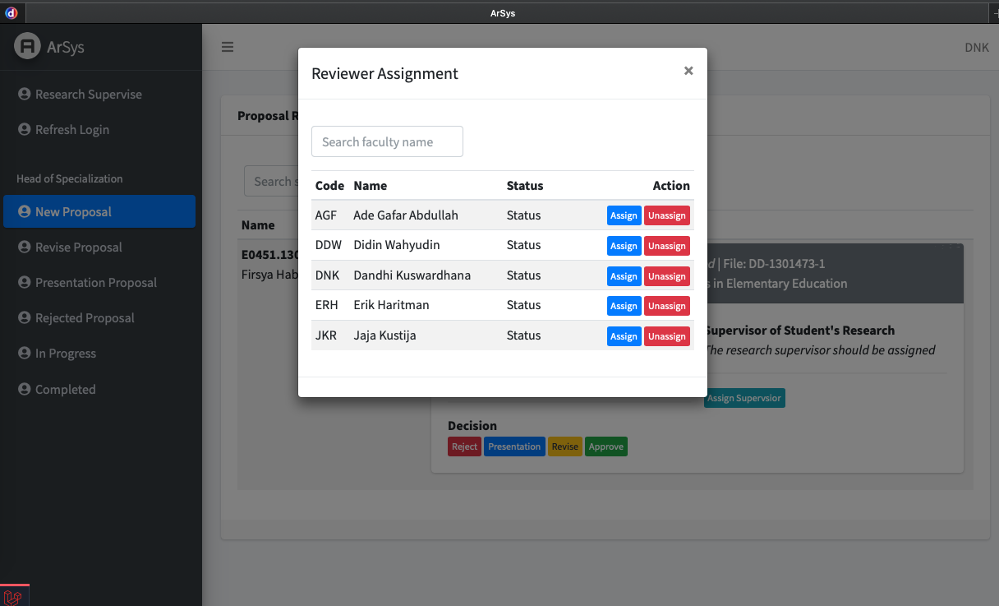 d
ArSys
ArSys
DNK
Research Supervise
Refresh Login
Head of Specialization
New Proposal
Revise Proposal
Presentation Proposal
Rejected Proposal
In Progress
Completed
Proposal
Search
Name
E0451.130
Firsya Hab
| File: DD-1301473-1
in Elementary Education
Supervisor of Student's Research
The research supervisor should be assigned
Assign Supervsior
Decision
Reject Presentation Revise Approve
Reviewer Assignment ×
Search faculty name
Code Name Status Action
AGF Ade Gafar Abdullah Status Assign Unassign
DDW Didin Wahyudin Status Assign Unassign
DNK Dandhi Kuswardhana Status Assign Unassign
ERH Erik Haritman Status Assign Unassign
JKR Jaja Kustija Status Assign Unassign